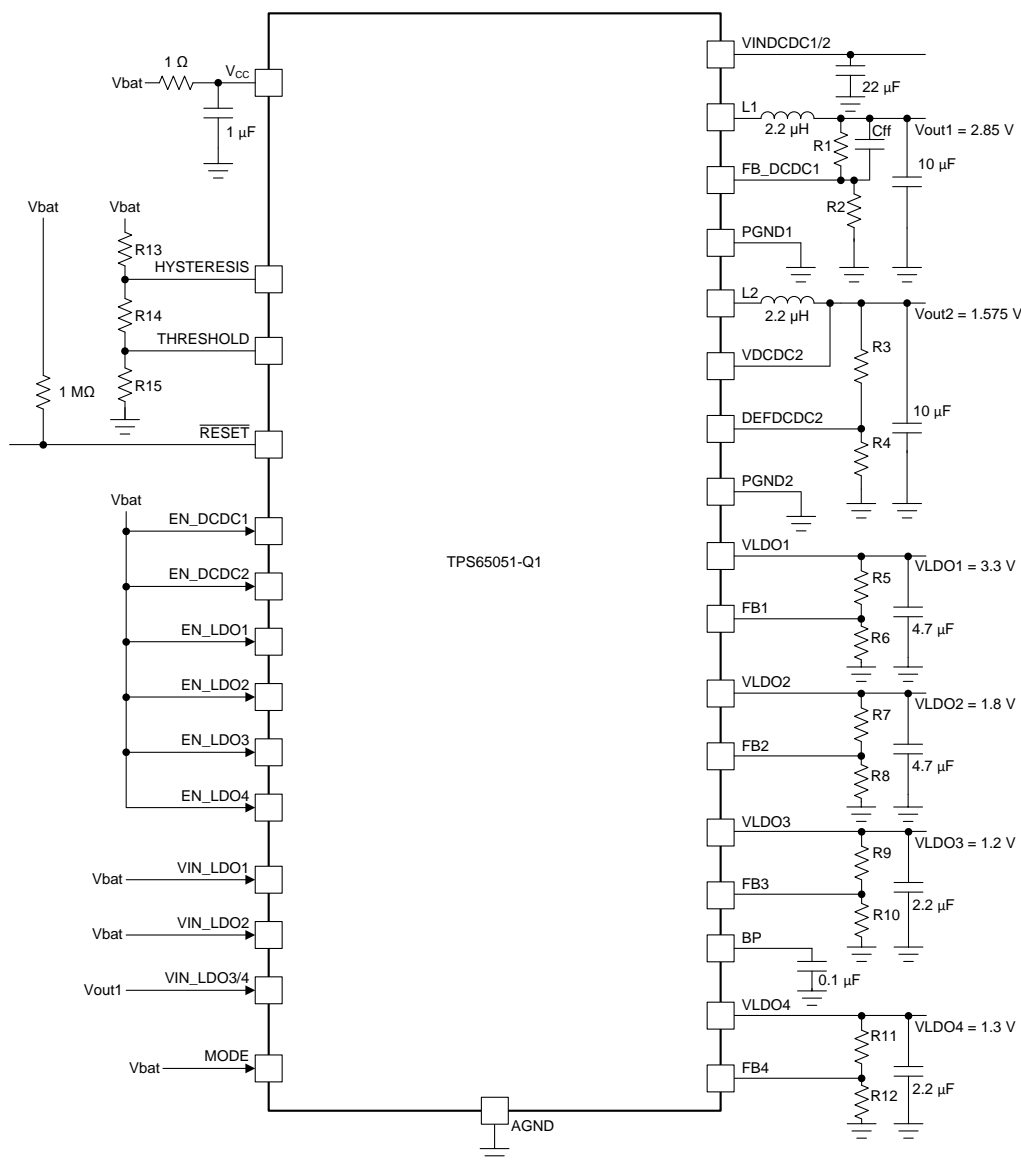 VINDCDC1/2
1 Ω
Vbat
VCC
22 µF
1 µF
L1
2.2 µH
Cff
R1
Vout1 = 2.85 V
10 µF
FB_DCDC1
R2
Vbat
Vbat
R13
PGND1
HYSTERESIS
L2
2.2 µH
Vout2 = 1.575 V
R14
THRESHOLD
R3
VDCDC2
R15
1 MΩ
10 µF
DEFDCDC2
RESET
R4
PGND2
Vbat
EN_DCDC1
VLDO1
TPS65051-Q1
VLDO1 = 3.3 V
R5
EN_DCDC2
FB1
4.7 µF
R6
EN_LDO1
EN_LDO2
VLDO2
VLDO2 = 1.8 V
R7
EN_LDO3
FB2
4.7 µF
R8
EN_LDO4
VLDO3
VLDO3 = 1.2 V
R9
Vbat
VIN_LDO1
FB3
2.2 µF
R10
Vbat
VIN_LDO2
BP
0.1 µF
Vout1
VIN_LDO3/4
VLDO4
VLDO4 = 1.3 V
R11
Vbat
MODE
FB4
2.2 µF
R12
AGND